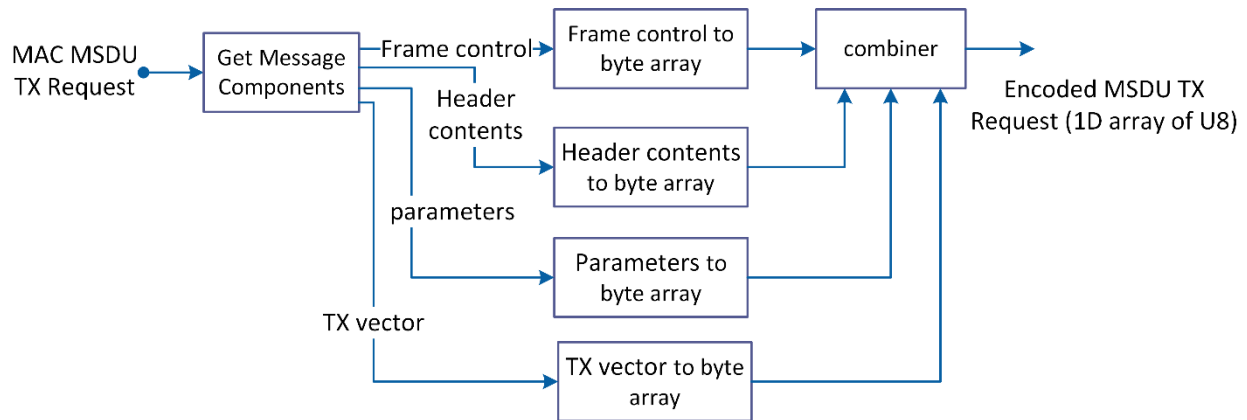 MAC MSDU
TX Request
Get Message
Components
Frame control
Header
contents
parameters
TX vector
Frame control to
byte array
Header contents
to byte array
Parameters to
byte array
TX vector to byte
array
combiner
Encoded MSDU TX
Request (1D array of U8)